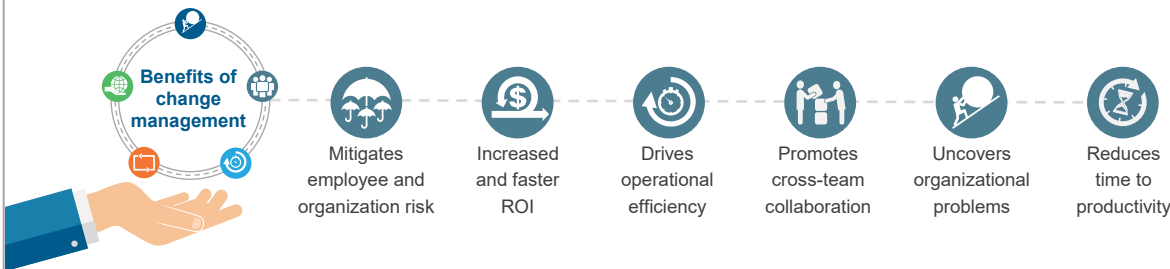 Benefits of
change
management
Mitigates
employee and
organization risk
Increased
and faster
ROI
Drives
operational
efficiency
Promotes
cross-team
collaboration
Uncovers
organizational
problems
Reduces
time to
productivity
$